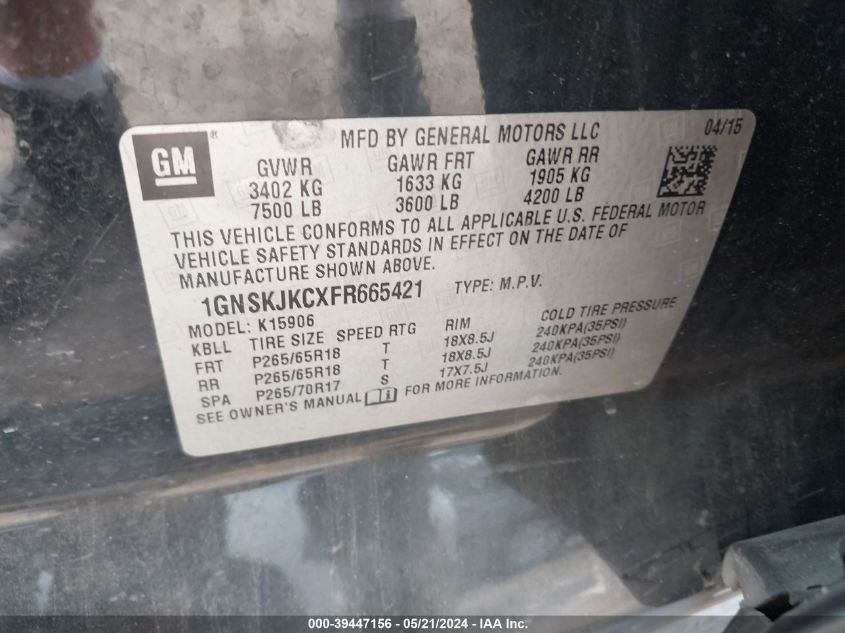 GM
®
MFD BY GENERAL MOTORS LLC 04/15
GVWR GAWR FRT GAWR RR
3402 KG 1633 KG 1905 KG
7500 LB 3600 LB 4200 LB
THIS VEHICLE CONFORMS TO ALL APPLICABLE U.S. FEDERAL MOTOR
VEHICLE SAFETY STANDARDS IN EFFECT ON THE DATE OF
MANUFACTURE SHOWN ABOVE.
1GNSKJKCXFR665421 TYPE: M.P.V.
MODEL: K15906
KBLL TIRE SIZE SPEED RTG RIM COLD TIRE PRESSURE
FRT P265/65R18 T 18X8.5J 240KPA(35PSI)
RR P265/65R18 T 18X8.5J 240KPA(35PSI)
SPA P265/70R17 S 17X7.5J 240KPA(35PSI)
SEE OWNER'S MANUAL FOR MORE INFORMATION.
000-39447156 - 05/21/2024 - IAA Inc.